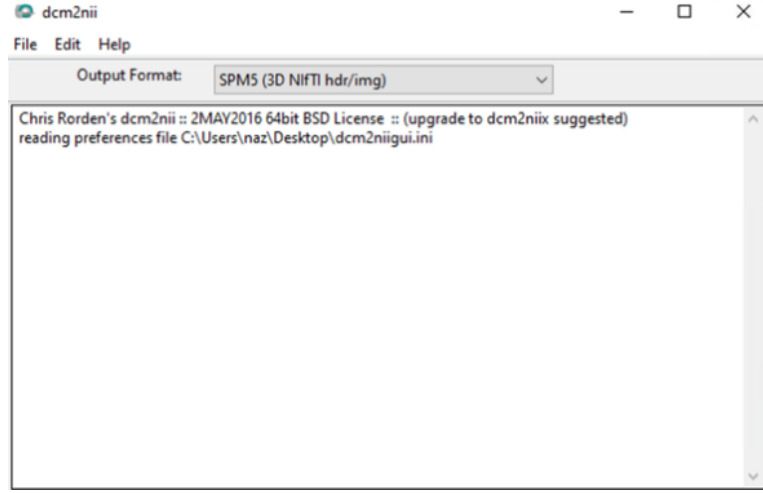 dcm2nii
File Edit Help
Output Format: SPM5 (3D NIfTI hdr/img)
Chris Rorden's dcm2nii :: 2MAY2016 64bit BSD License :: (upgrade to dcm2niix suggested)
reading preferences file C:\Users\naz\Desktop\dcm2niigui.ini